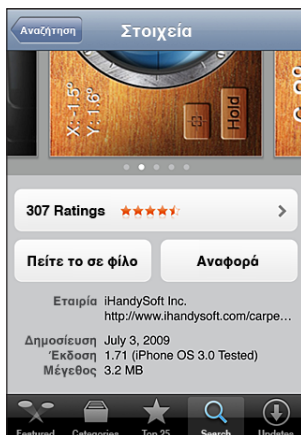 Αναζήτηση
Στοιχεία
X: -1.5°
Y: 1.6°
Hold
307 Ratings
Πείτε το σε φίλο
Αναφορά
Εταιρία iHandySoft Inc.
http://www.ihandysoft.com/carpe...
Δημοσίευση July 3, 2009
Έκδοση 1.71 (iPhone OS 3.0 Tested)
Μέγεθος 3.2 MB
Featured Categories Top 25 Search Updates